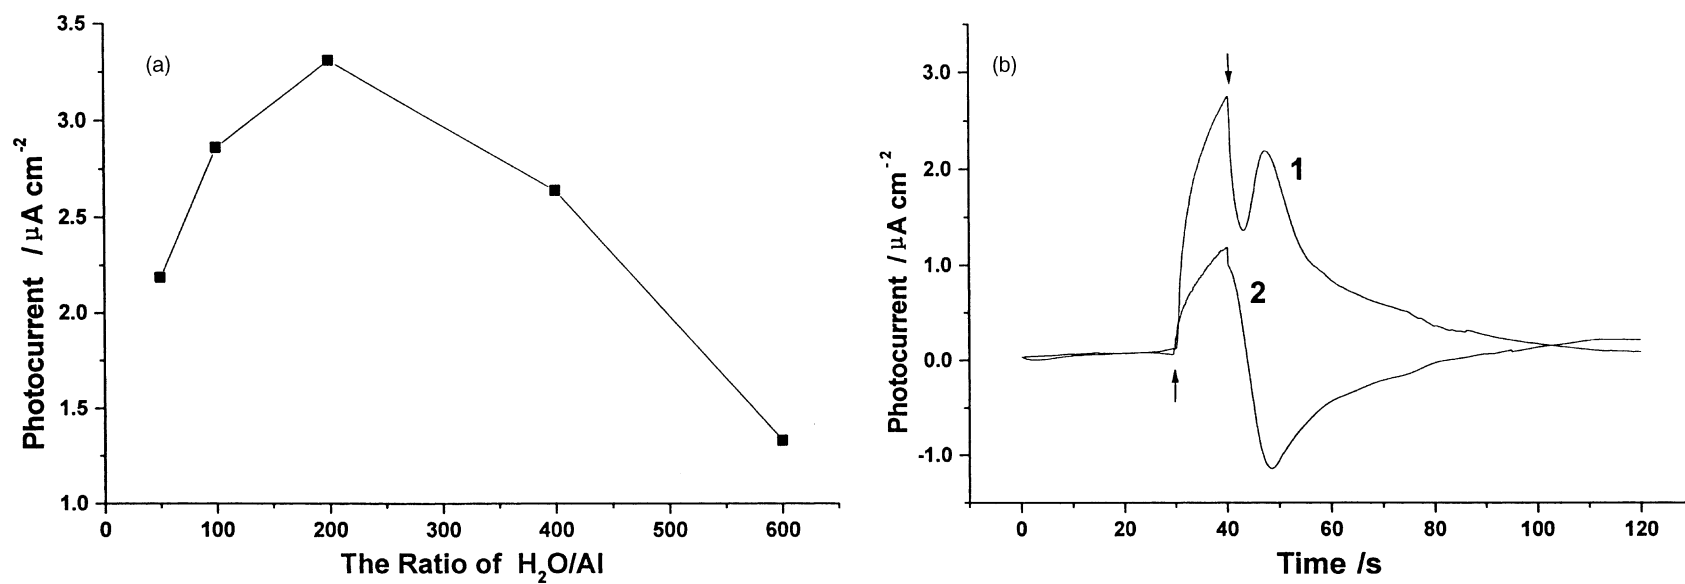 (a)
3.5
3.0
2.5
2.0
1.5
1.0
Photocurrent / μA cm-2
0 100 200 300 400 500 600
The Ratio of H2O/Al
(b)
3.0
2.0
1.0
0.0
-1.0
Photocurrent / μA cm-2
1
2
0 20 40 60 80 100 120
Time /s